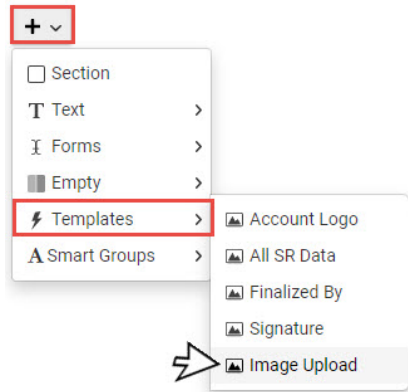 +
Section
T Text
Forms
Empty
Templates
A Smart Groups
Account Logo
All SR Data
Finalized By
Signature
Image Upload